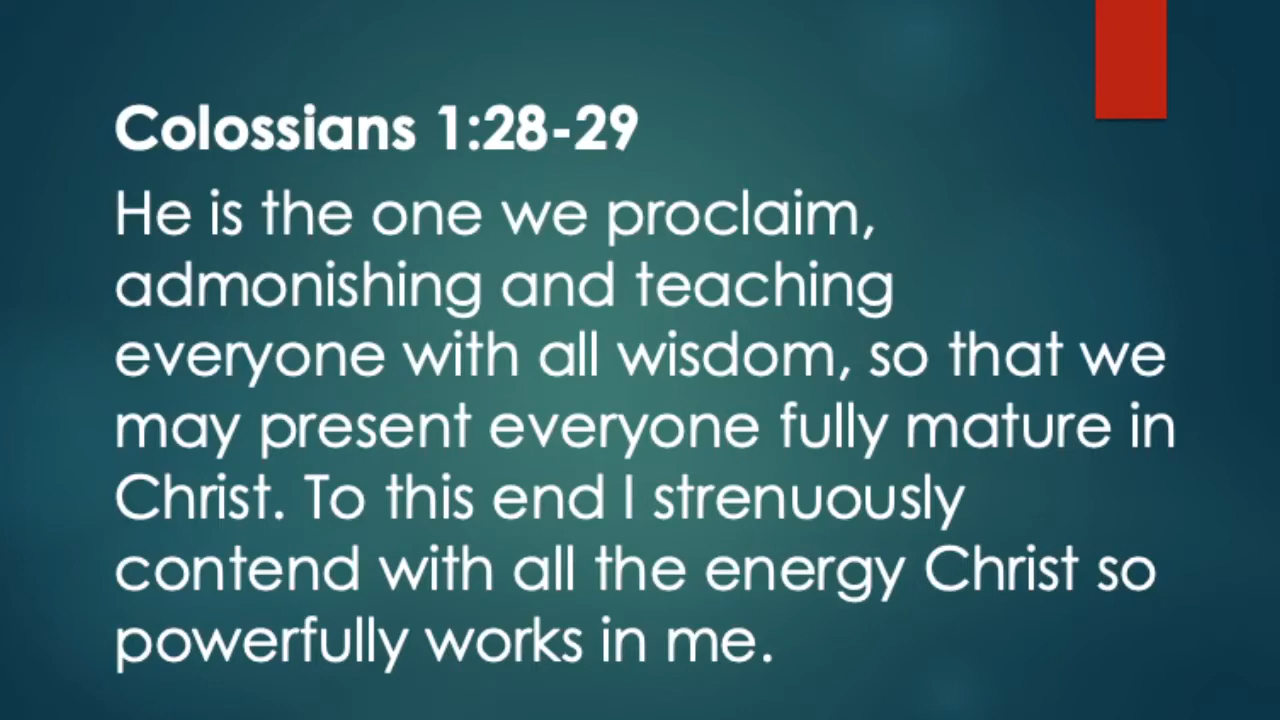 Colossians 1:28-29
He is the one we proclaim,
admonishing and teaching
everyone with all wisdom, so that we
may present everyone fully mature in
Christ. To this end I strenuously
contend with all the energy Christ so
powerfully works in me.